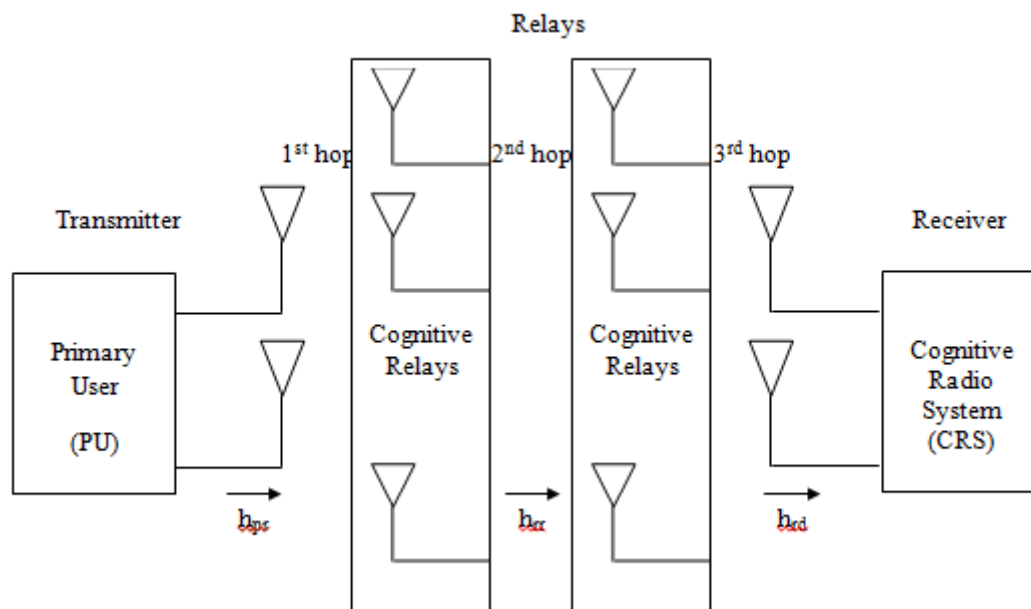 Relays
1st hop
2nd hop
3rd hop
Transmitter
Receiver
Primary
User
(PU)
Cognitive
Relays
Cognitive
Relays
Cognitive
Radio
System
(CRS)
hps
hrr
hrd